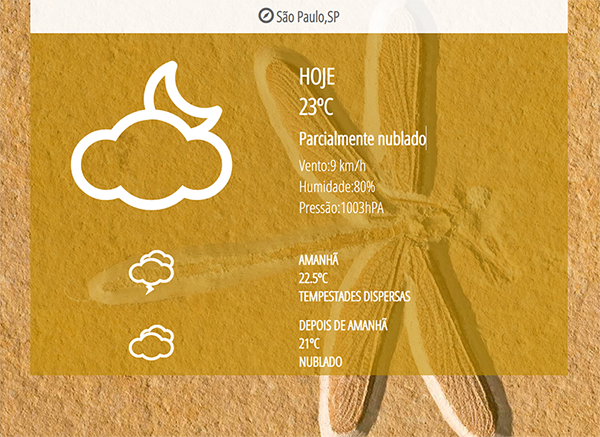 São Paulo,SP
HOJE
23ºC
Parcialmente nublado
Vento:9 km/h
Humidade:80%
Pressão:1003hPA
AMANHÃ
22.5ºC
TEMPESTADES DISPERSAS
DEPOIS DE AMANHÃ
21ºC
NUBLADO